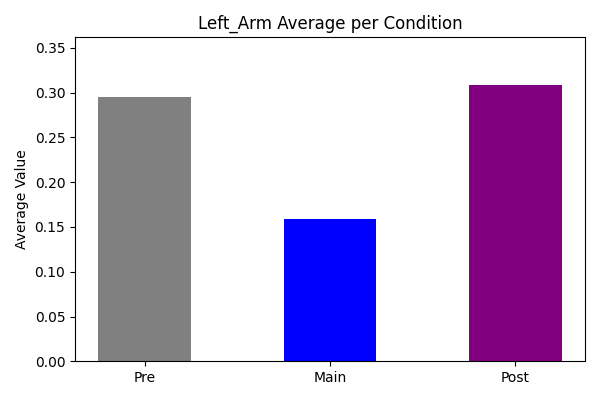 Left_Arm Average per Condition
Average Value
0.35
0.30
0.25
0.20
0.15
0.10
0.05
0.00
Pre
Main
Post